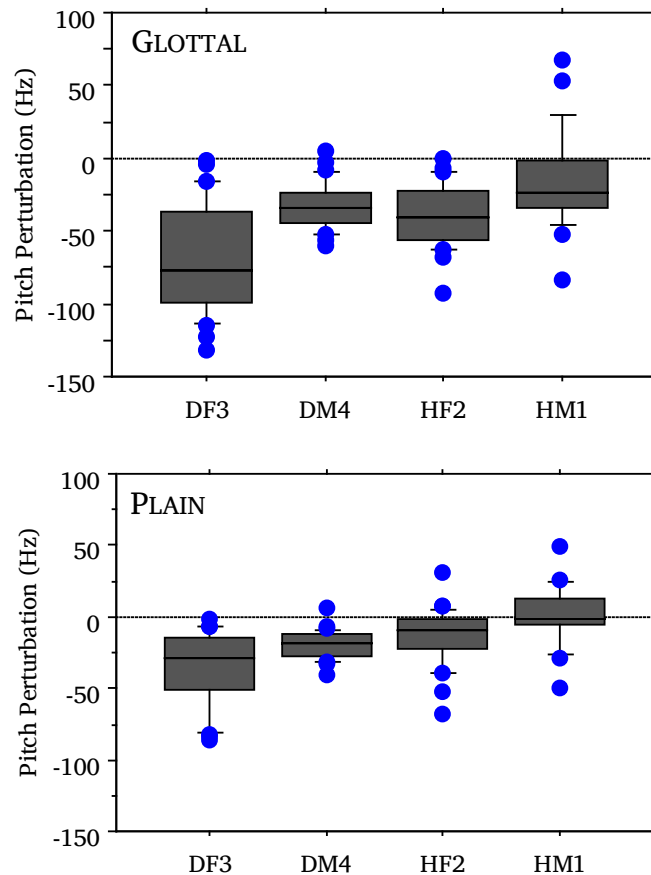 100
GLOTTAL
50
0
-50
-100
-150
Pitch Perturbation (Hz)
DF3 DM4 HF2 HM1
100
PLAIN
50
0
-50
-100
-150
Pitch Perturbation (Hz)
DF3 DM4 HF2 HM1